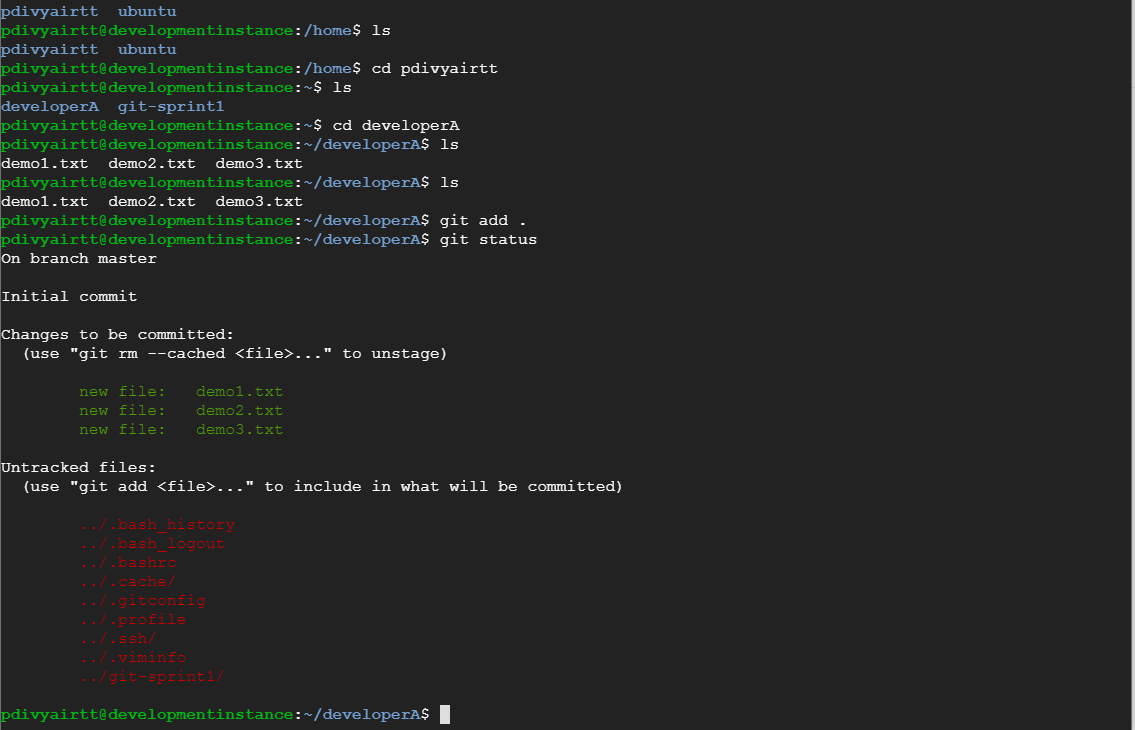 pdivyairtt  ubuntu
pdivyairtt@developmentinstance:/home$ ls
pdivyairtt  ubuntu
pdivyairtt@developmentinstance:/home$ cd pdivyairtt
pdivyairtt@developmentinstance:~$ ls
developerA  git-sprint1
pdivyairtt@developmentinstance:~$ cd developerA
pdivyairtt@developmentinstance:~/developerA$ ls
demo1.txt  demo2.txt  demo3.txt
pdivyairtt@developmentinstance:~/developerA$ ls
demo1.txt  demo2.txt  demo3.txt
pdivyairtt@developmentinstance:~/developerA$ git add .
pdivyairtt@developmentinstance:~/developerA$ git status
On branch master
Initial commit
Changes to be committed:
  (use "git rm --cached <file>..." to unstage)
        new file:   demo1.txt
        new file:   demo2.txt
        new file:   demo3.txt
Untracked files:
  (use "git add <file>..." to include in what will be committed)
        ../.bash_history
        ../.bash_logout
        ../.bashrc
        ../.cache/
        ../.gitconfig
        ../.profile
        ../.ssh/
        ../.viminfo
        ../git-sprint1/
pdivyairtt@developmentinstance:~/developerA$